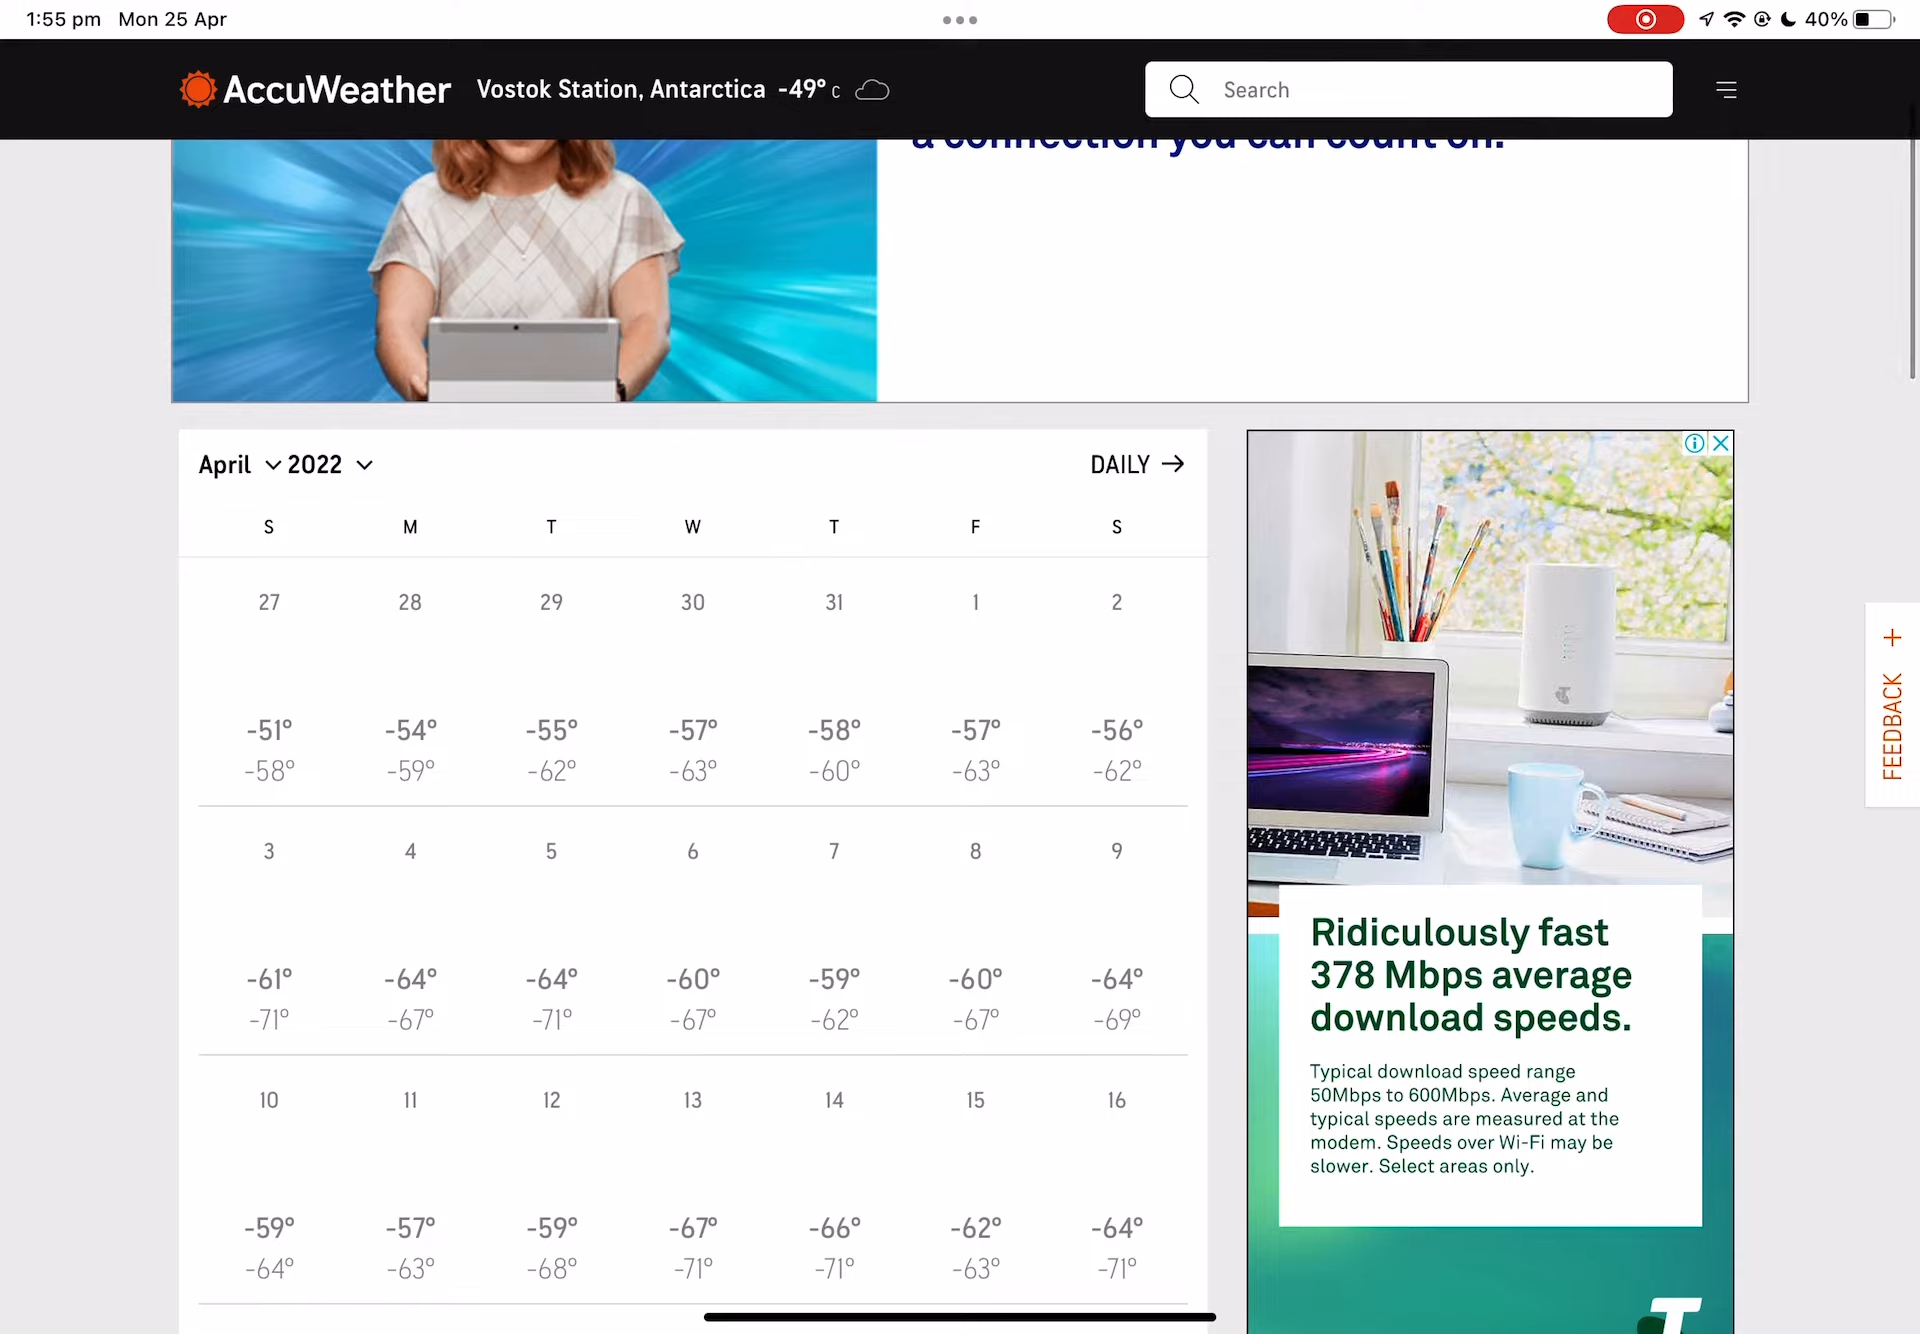 1:55 pm Mon 25 Apr
40%
AccuWeather Vostok Station, Antarctica -49° C
Search
a connection you can count on.
April 2022 DAILY →
S M T W T F S
27 28 29 30 31 1 2
-51° -54° -55° -57° -58° -57° -56°
-58° -59° -62° -63° -60° -63° -62°
3 4 5 6 7 8 9
-61° -64° -64° -60° -59° -60° -64°
-71° -67° -71° -67° -62° -67° -69°
10 11 12 13 14 15 16
-59° -57° -59° -67° -66° -62° -64°
-64° -63° -68° -71° -71° -63° -71°
Ridiculously fast
378 Mbps average
download speeds.
Typical download speed range
50Mbps to 600Mbps. Average and
typical speeds are measured at the
modem. Speeds over Wi-Fi may be
slower. Select areas only.
T
FEEDBACK +